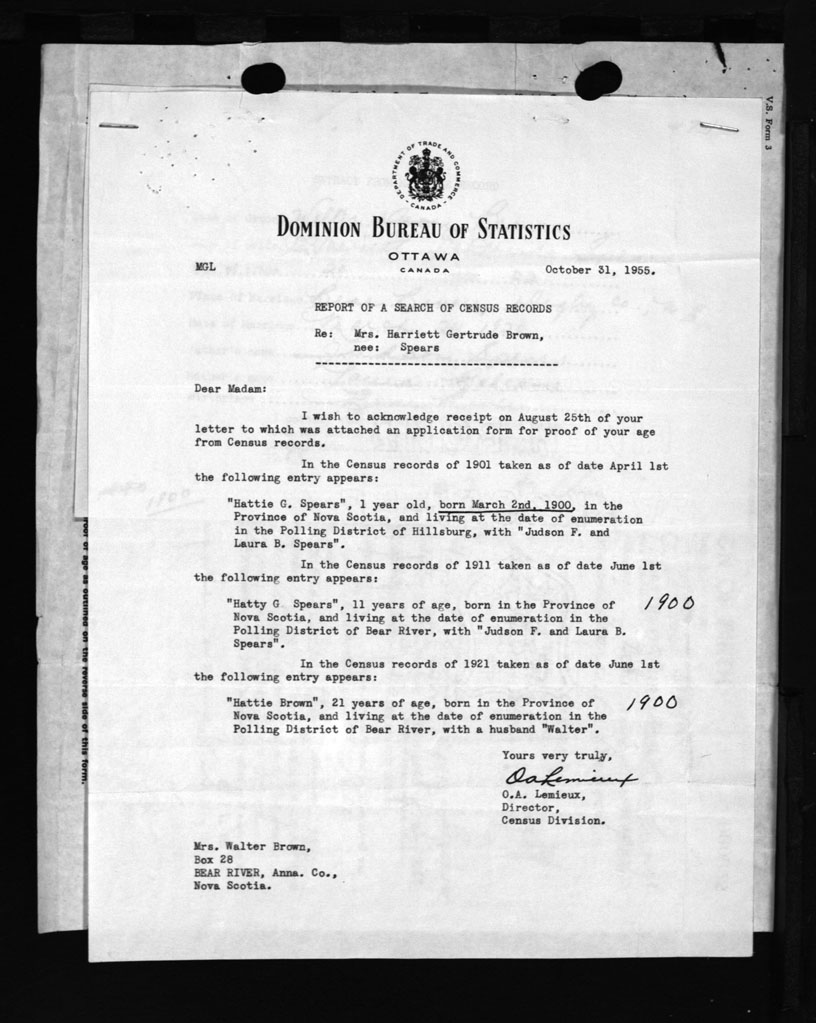 V.S. Form 3
DEPARTMENT OF TRADE AND COMMERCE
- CANADA -
DOMINION BUREAU OF STATISTICS
OTTAWA
CANADA
MGL
October 31, 1955.
REPORT OF A SEARCH OF CENSUS RECORDS
Re: Mrs. Harriett Gertrude Brown,
nee: Spears
-------------------------------------
Dear Madam:
I wish to acknowledge receipt on August 25th of your
letter to which was attached an application form for proof of your age
from Census records.
In the Census records of 1901 taken as of date April 1st
the following entry appears:
"Hattie G. Spears", 1 year old, born March 2nd, 1900, in the
Province of Nova Scotia, and living at the date of enumeration
in the Polling District of Hillsburg, with "Judson F. and
Laura B. Spears".
In the Census records of 1911 taken as of date June 1st
the following entry appears:
"Hatty G Spears", 11 years of age, born in the Province of 1900
Nova Scotia, and living at the date of enumeration in the
Polling District of Bear River, with "Judson F. and Laura B.
Spears".
In the Census records of 1921 taken as of date June 1st
the following entry appears:
"Hattie Brown", 21 years of age, born in the Province of 1900
Nova Scotia, and living at the date of enumeration in the
Polling District of Bear River, with a husband "Walter".
Yours very truly,
OALemieux
O.A. Lemieux,
Director,
Census Division.
Mrs. Walter Brown,
Box 28
BEAR RIVER, Anna. Co.,
Nova Scotia.
of age as outlined on the reverse side of this form.